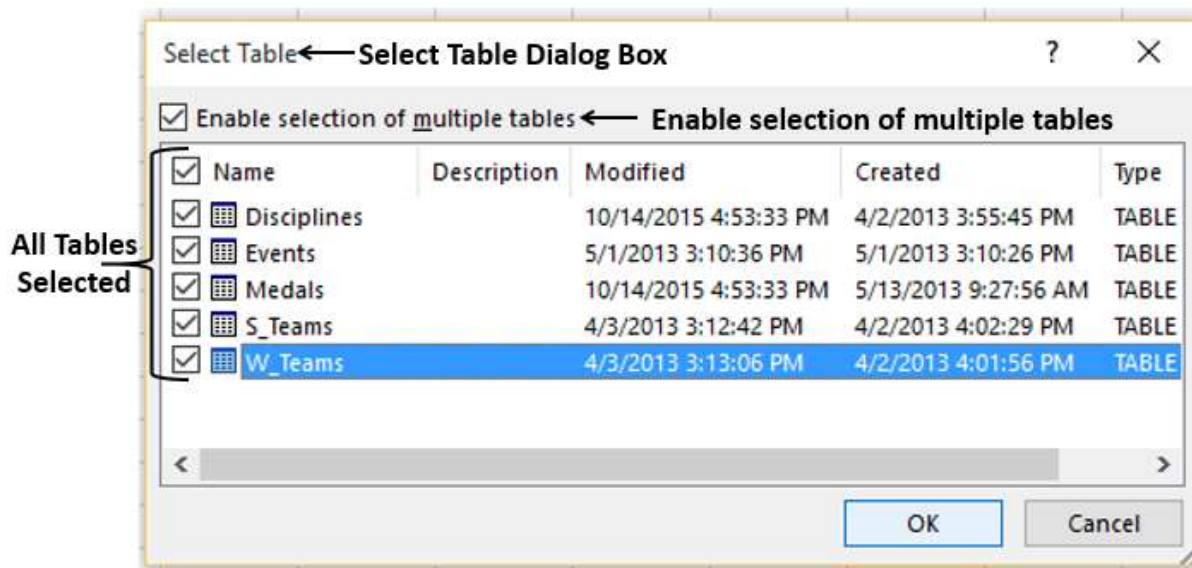 Select Table Select Table Dialog Box ?
Enable selection of multiple tables Enable selection of multiple tables
Name Description Modified Created Type
Disciplines 10/14/2015 4:53:33 PM 4/2/2013 3:55:45 PM TABLE
Events 5/1/2013 3:10:36 PM 5/1/2013 3:10:26 PM TABLE
Medals 10/14/2015 4:53:33 PM 5/13/2013 9:27:56 AM TABLE
S_Teams 4/3/2013 3:12:42 PM 4/2/2013 4:02:29 PM TABLE
W_Teams 4/3/2013 3:13:06 PM 4/2/2013 4:01:56 PM TABLE
All Tables
Selected
OK Cancel